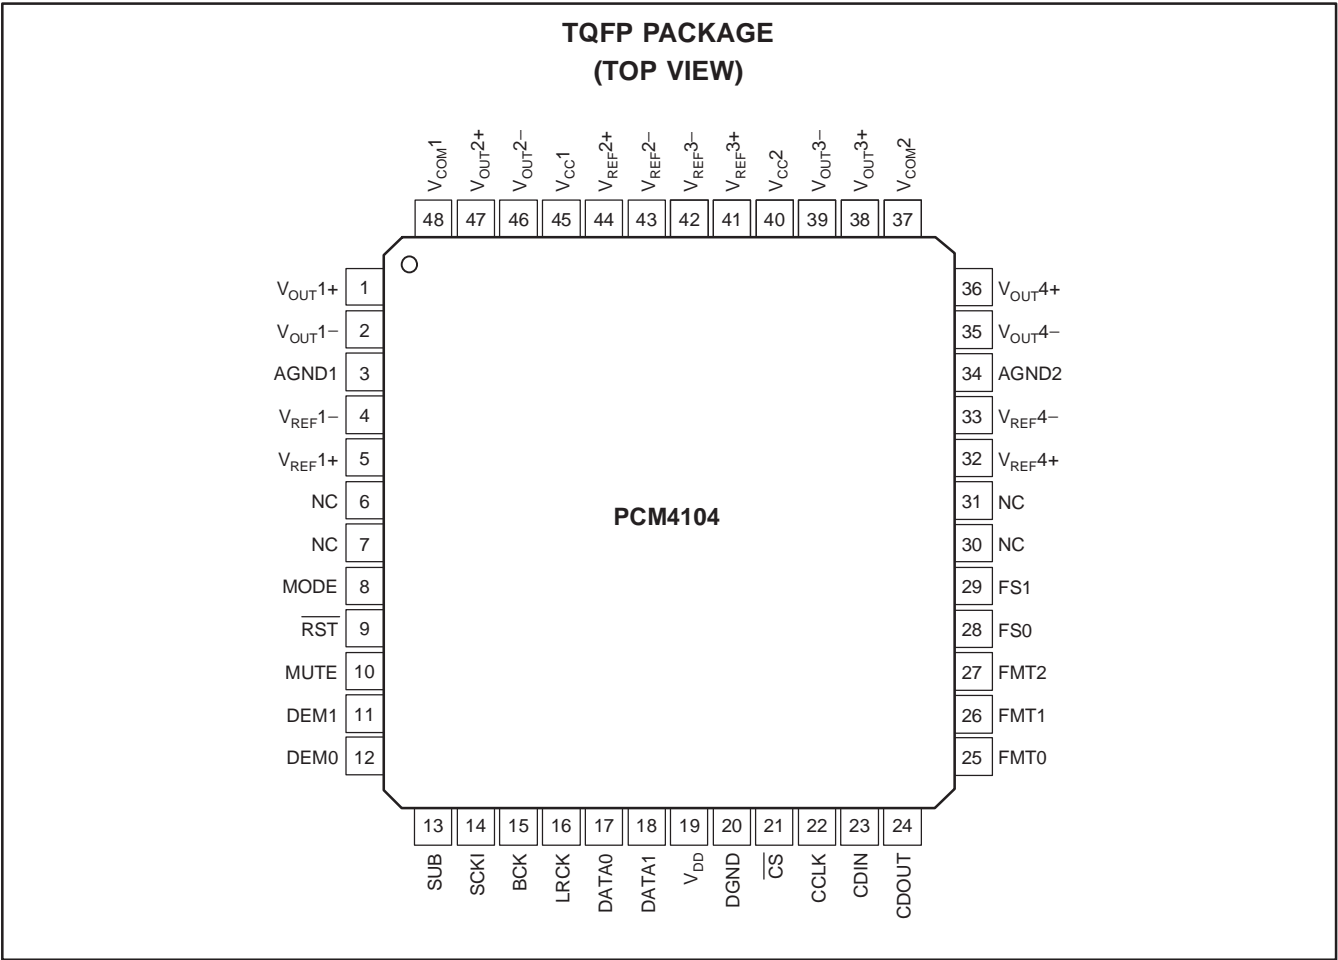 TQFP PACKAGE
(TOP VIEW)
VCOM1
VOUT2+
VOUT2−
VCC1
VREF2+
VREF2−
VREF3−
VREF3+
VCC2
VOUT3−
VOUT3+
VCOM2
48 47 46 45 44 43 42 41 40 39 38 37
VOUT1+ 1
VOUT1− 2
AGND1 3
VREF1− 4
VREF1+ 5
NC 6
NC 7
MODE 8
RST 9
MUTE 10
DEM1 11
DEM0 12
PCM4104
36 VOUT4+
35 VOUT4−
34 AGND2
33 VREF4−
32 VREF4+
31 NC
30 NC
29 FS1
28 FS0
27 FMT2
26 FMT1
25 FMT0
13 14 15 16 17 18 19 20 21 22 23 24
SUB
SCKI
BCK
LRCK
DATA0
DATA1
VDD
DGND
CS
CCLK
CDIN
CDOUT